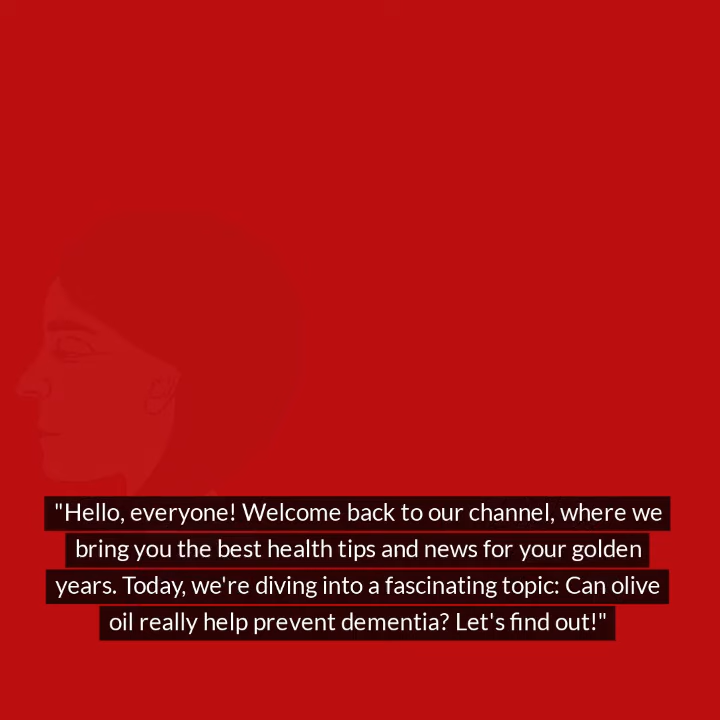 "Hello, everyone! Welcome back to our channel, where we
bring you the best health tips and news for your golden
years. Today, we're diving into a fascinating topic: Can olive
oil really help prevent dementia? Let's find out!"